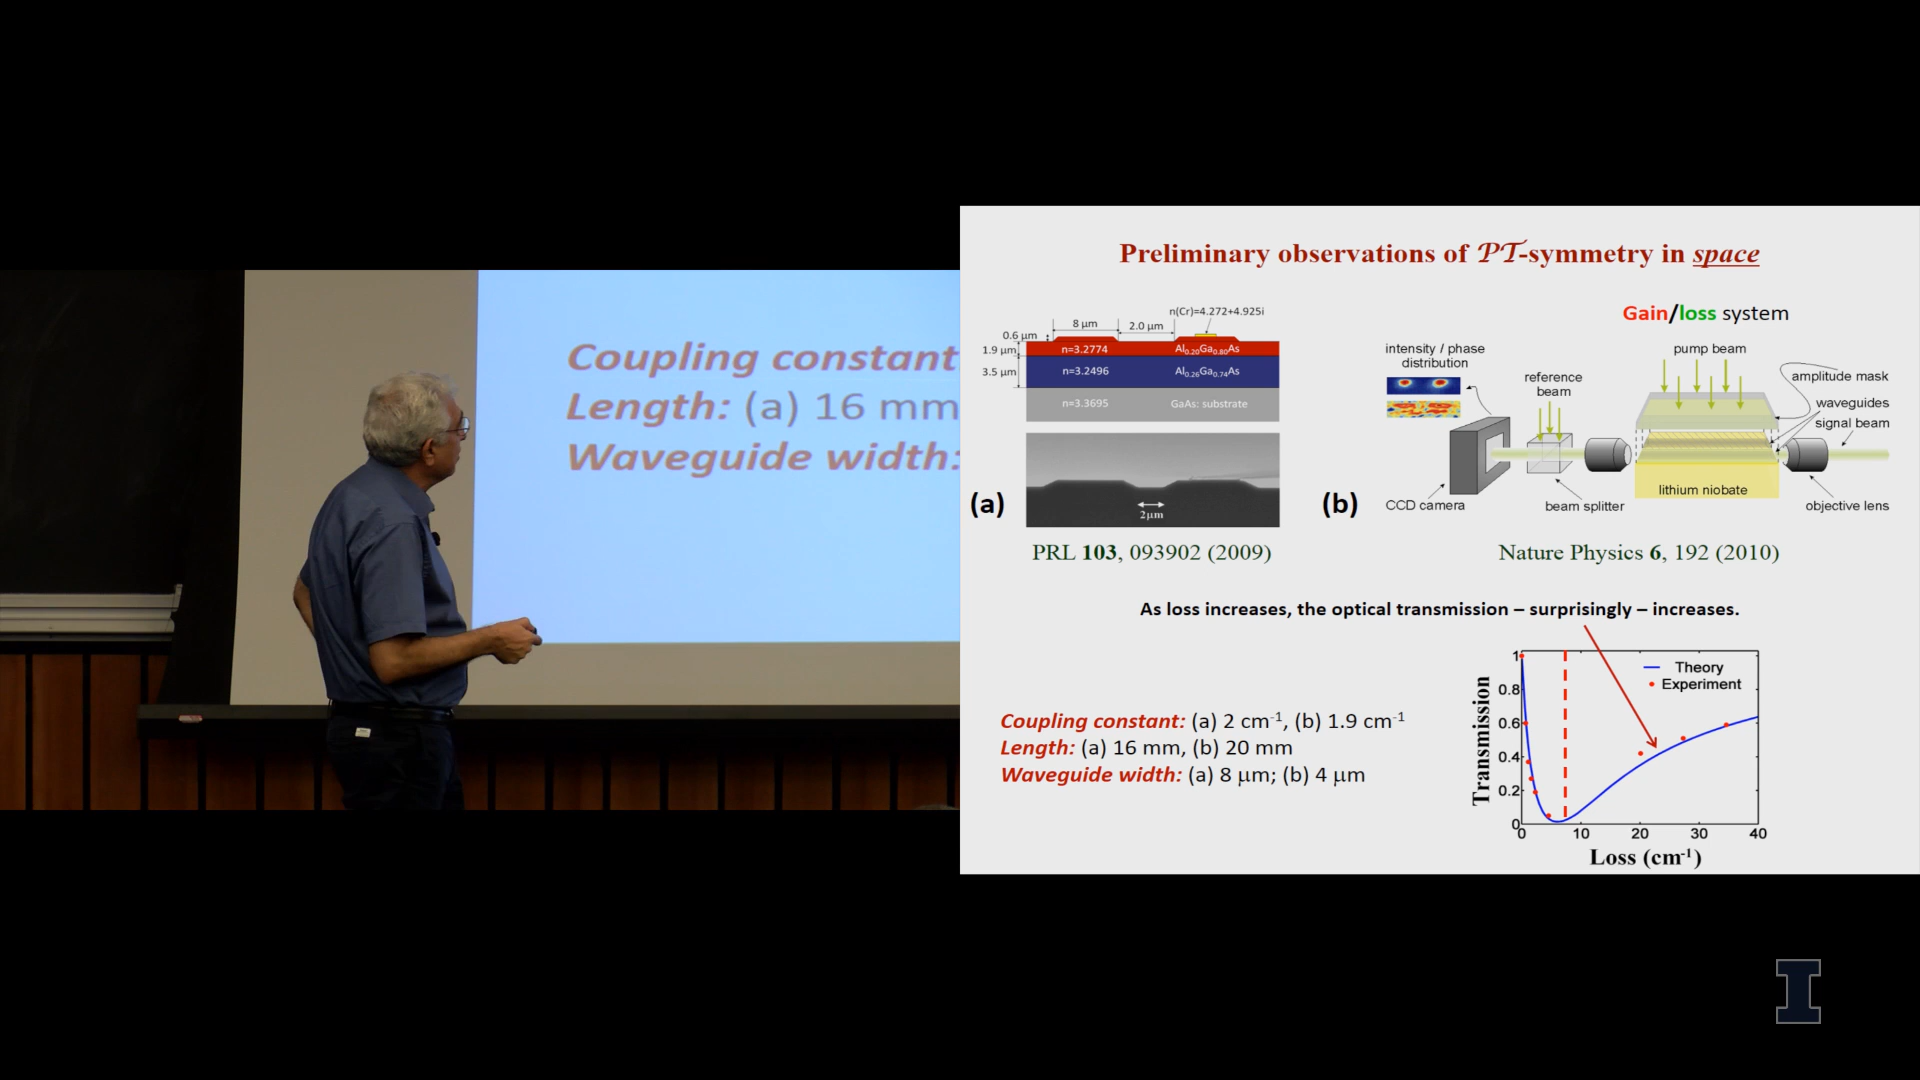 Coupling constant
Length: (a) 16 mm
Waveguide width:
Preliminary observations of 𝒫𝒯-symmetry in space
n(Cr)=4.272+4.925i
8 μm
2.0 μm
0.6 μm
1.9 μm
3.5 μm
n=3.2774
Al0.20Ga0.80As
n=3.2496
Al0.26Ga0.74As
n=3.3695
GaAs: substrate
2μm
(a)
PRL 103, 093902 (2009)
Gain/loss system
intensity / phase
distribution
reference
beam
pump beam
amplitude mask
waveguides
signal beam
lithium niobate
CCD camera
beam splitter
objective lens
(b)
Nature Physics 6, 192 (2010)
As loss increases, the optical transmission – surprisingly – increases.
Coupling constant: (a) 2 cm-1, (b) 1.9 cm-1
Length: (a) 16 mm, (b) 20 mm
Waveguide width: (a) 8 μm; (b) 4 μm
Transmission
1
0.8
0.6
0.4
0.2
0
Theory
Experiment
0 10 20 30 40
Loss (cm-1)
I